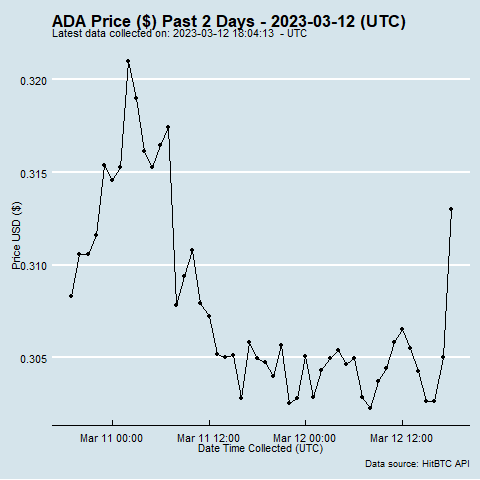 ADA Price ($) Past 2 Days - 2023-03-12 (UTC)
Latest data collected on: 2023-03-12 18:04:13  - UTC
0.320
0.315
0.310
0.305
Price USD ($)
Mar 11 00:00
Mar 11 12:00
Mar 12 00:00
Mar 12 12:00
Date Time Collected (UTC)
Data source: HitBTC API